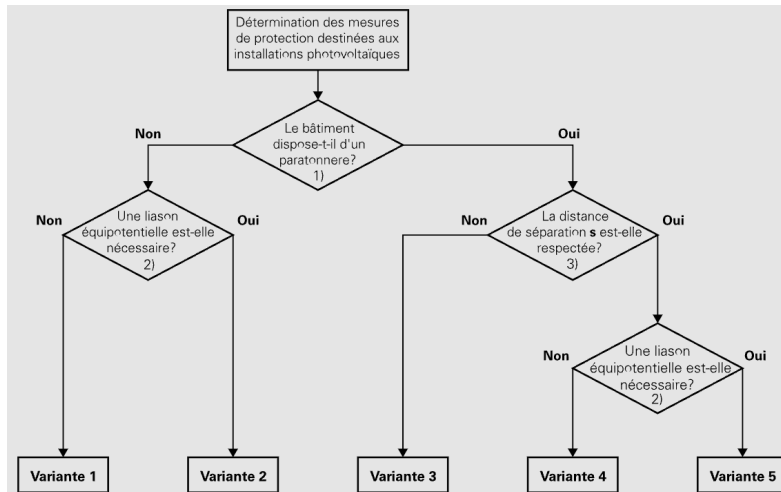 Détermination des mesures
de protection destinées aux
installations photovoltaïques
Non
Le bâtiment
dispose-t-il d'un
paratonnere?
1)
Oui
Non
Une liason
équipotentielle est-elle
nécessaire?
2)
Oui
Non
La distance
de séparation s est-elle
respectée?
3)
Oui
Non
Une liason
équipotentielle est-elle
nécessaire?
2)
Oui
Variante 1
Variante 2
Variante 3
Variante 4
Variante 5